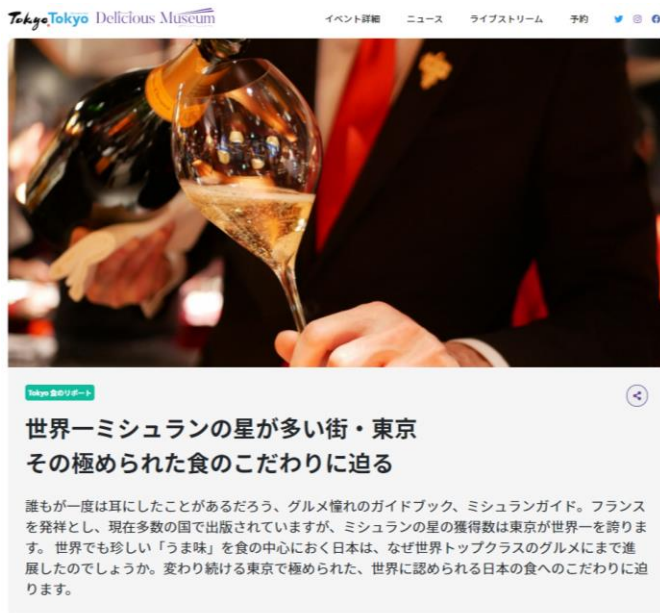 Tokyo Tokyo Delicious Museum
イベント詳細 ニュース ライブストリーム 予約
Tokyo 食のリポート
世界一ミシュランの星が多い街・東京
その極められた食のこだわりに迫る
誰もが一度は耳にしたことがあるだろう、グルメ憧れのガイドブック、ミシュランガイド。フランス
を発祥とし、現在多数の国で出版されていますが、ミシュランの星の獲得数は東京が世界一を誇りま
す。 世界でも珍しい「うま味」を食の中心におく日本は、なぜ世界トップクラスのグルメにまで進
展したのでしょうか。変わり続ける東京で極められた、世界に認められる日本の食へのこだわりに迫
ります。